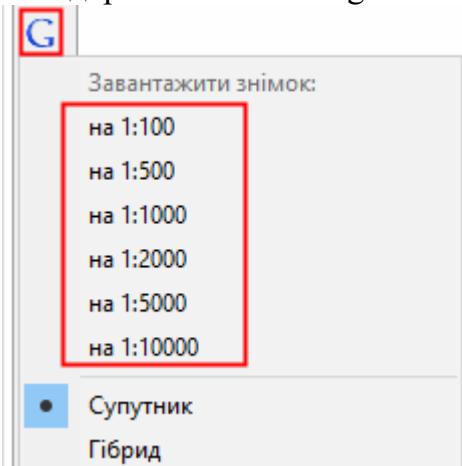 G
Завантажити знімок:
на 1:100
на 1:500
на 1:1000
на 1:2000
на 1:5000
на 1:10000
Супутник
Гібрид